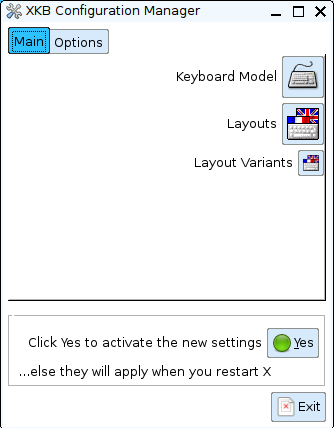 XKB Configuration Manager
Main Options
Keyboard Model
Layouts
Layout Variants
Click Yes to activate the new settings Yes
...else they will apply when you restart X
Exit